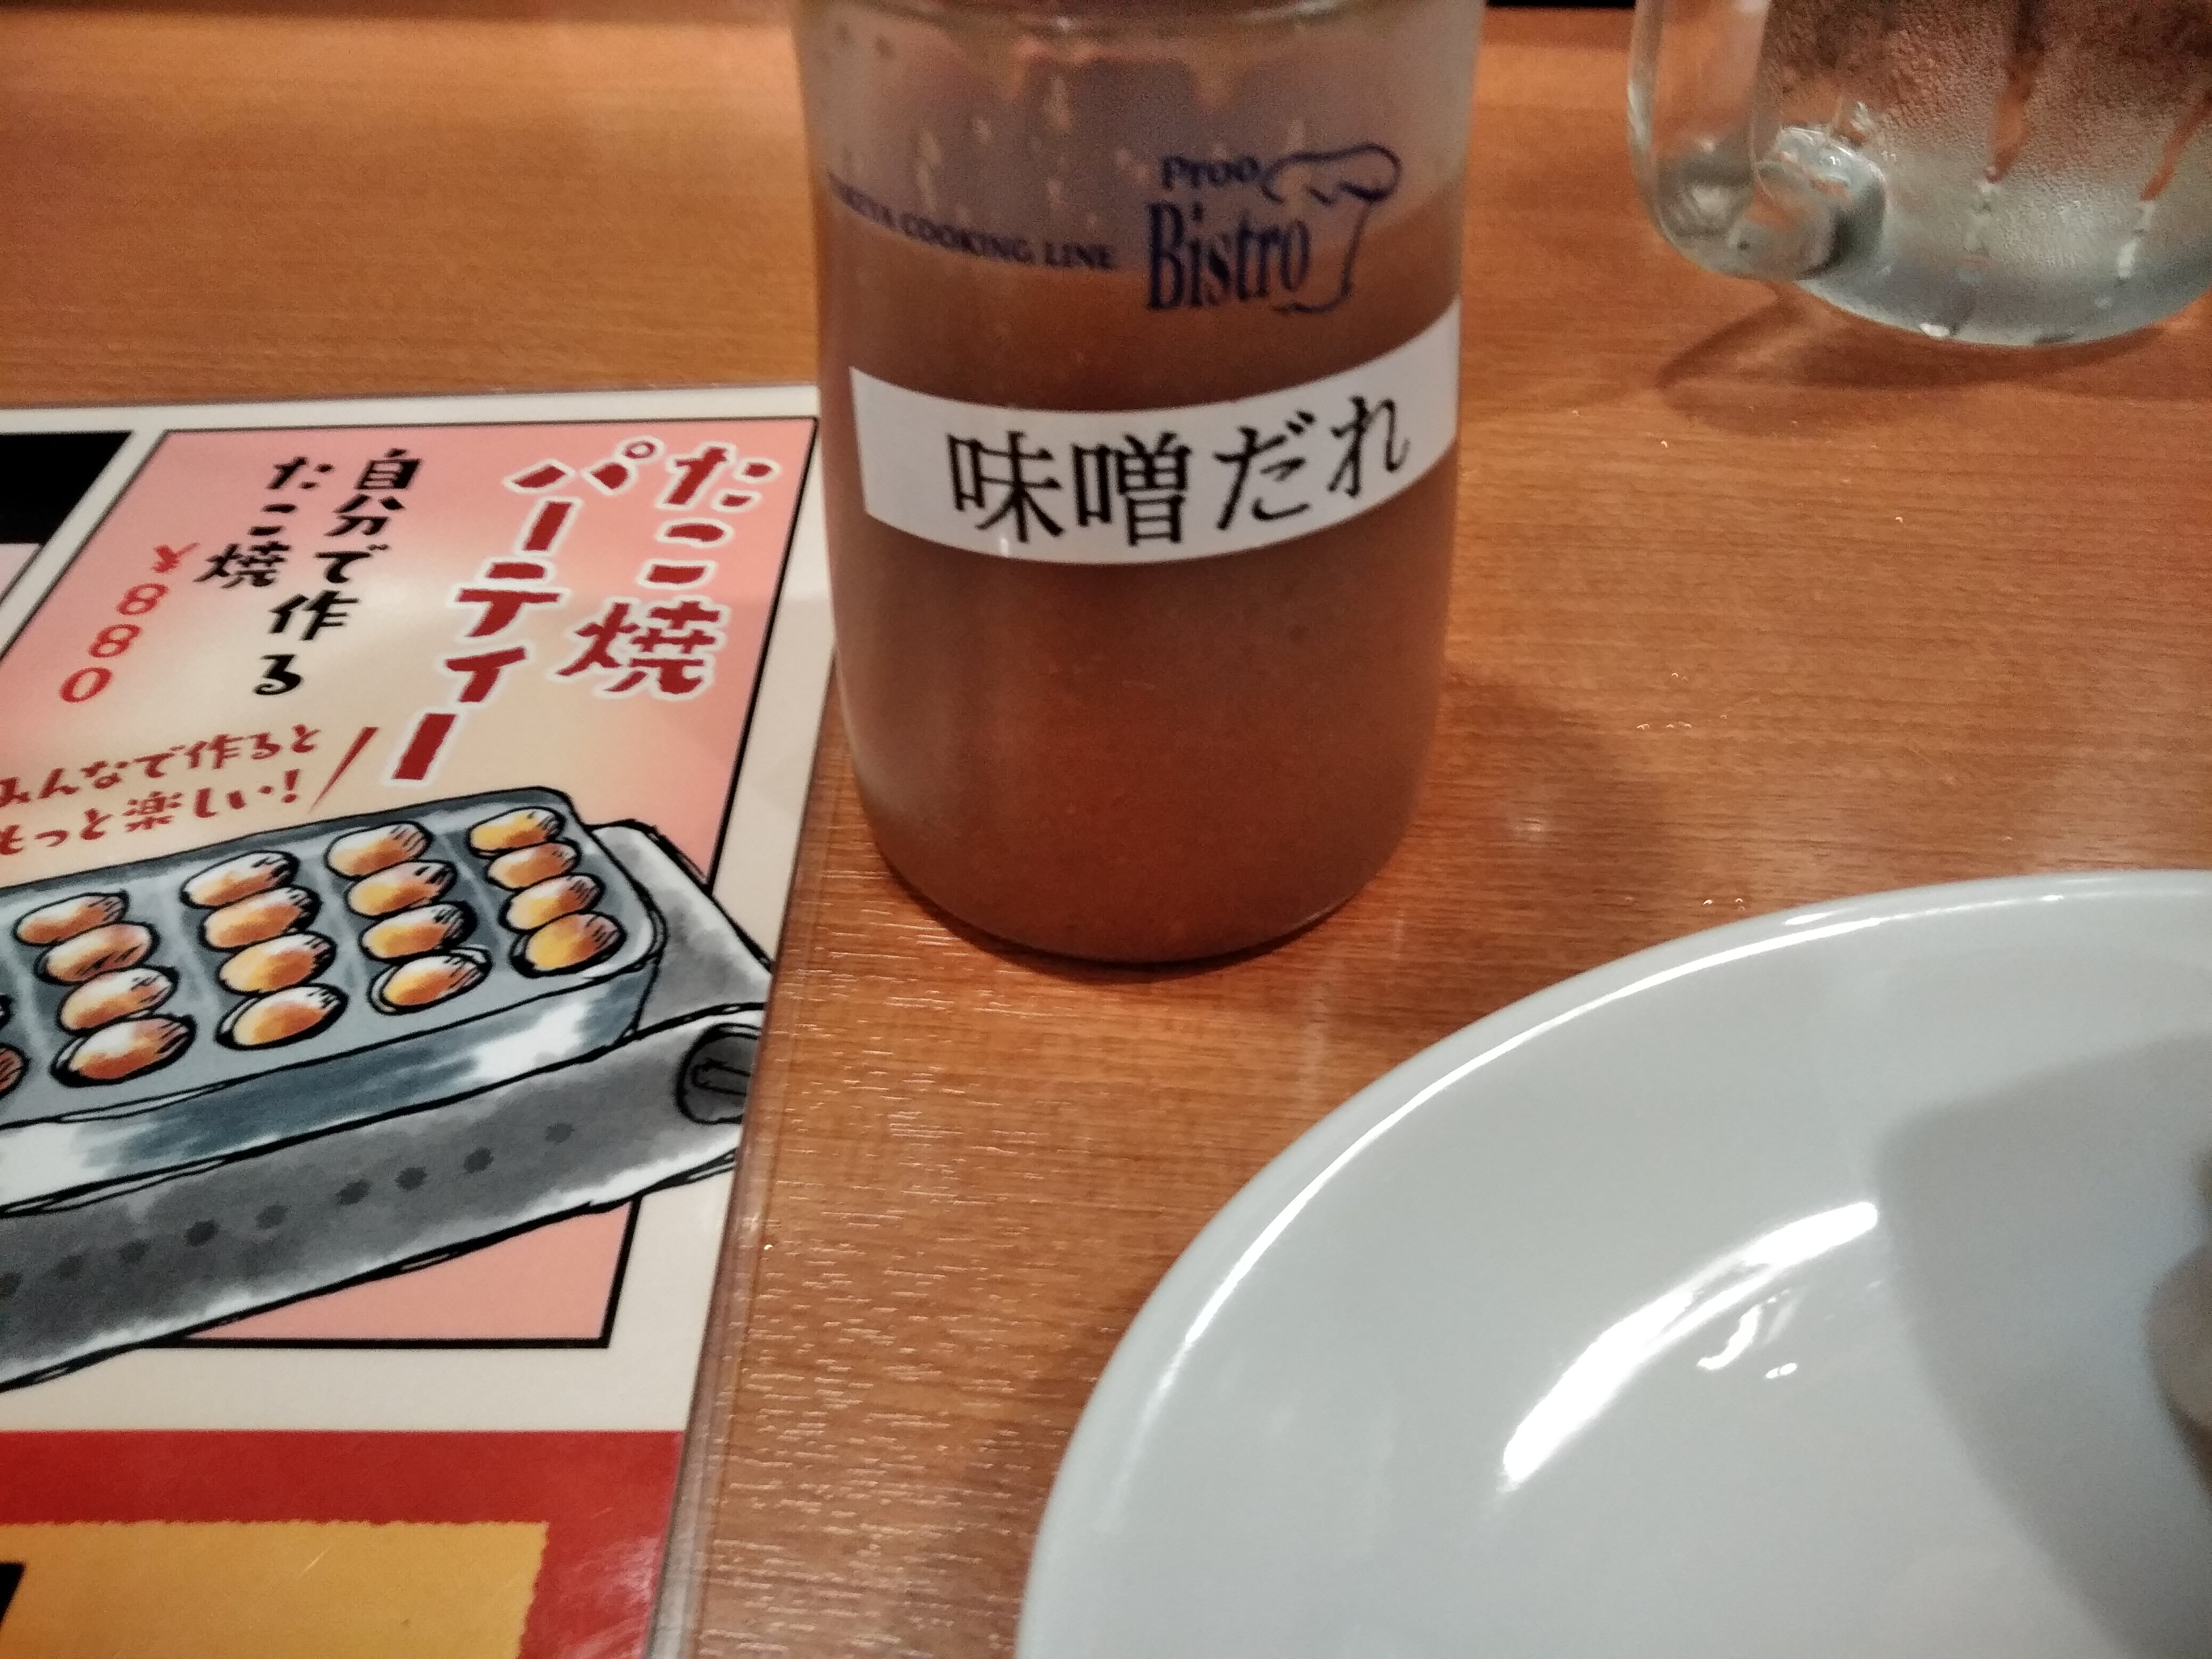 たこ焼
パーティー
自分で作る
たこ焼
¥880
みんなで作ると
もっと楽しい!
COOKING LINE
Bistro
味噌だれ